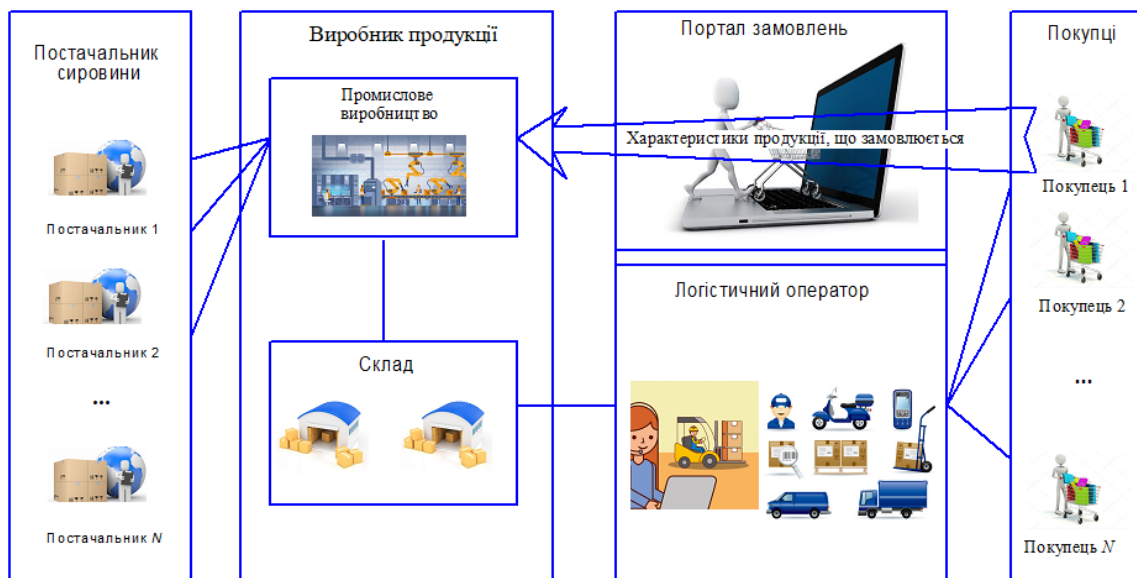 Постачальник
сировини
Постачальник 1
Постачальник 2
...
Постачальник N
Виробник продукції
Промислове
виробництво
Склад
Портал замовлень
Характеристики продукції, що замовлюється
Логістичний оператор
Покупці
Покупець 1
Покупець 2
...
Покупець N